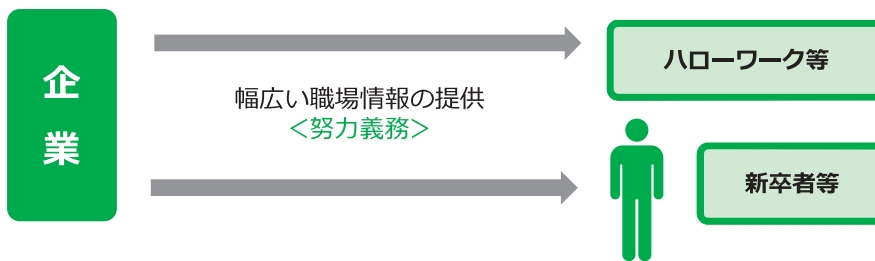 企業
幅広い職場情報の提供
＜努力義務＞
ハローワーク等
新卒者等